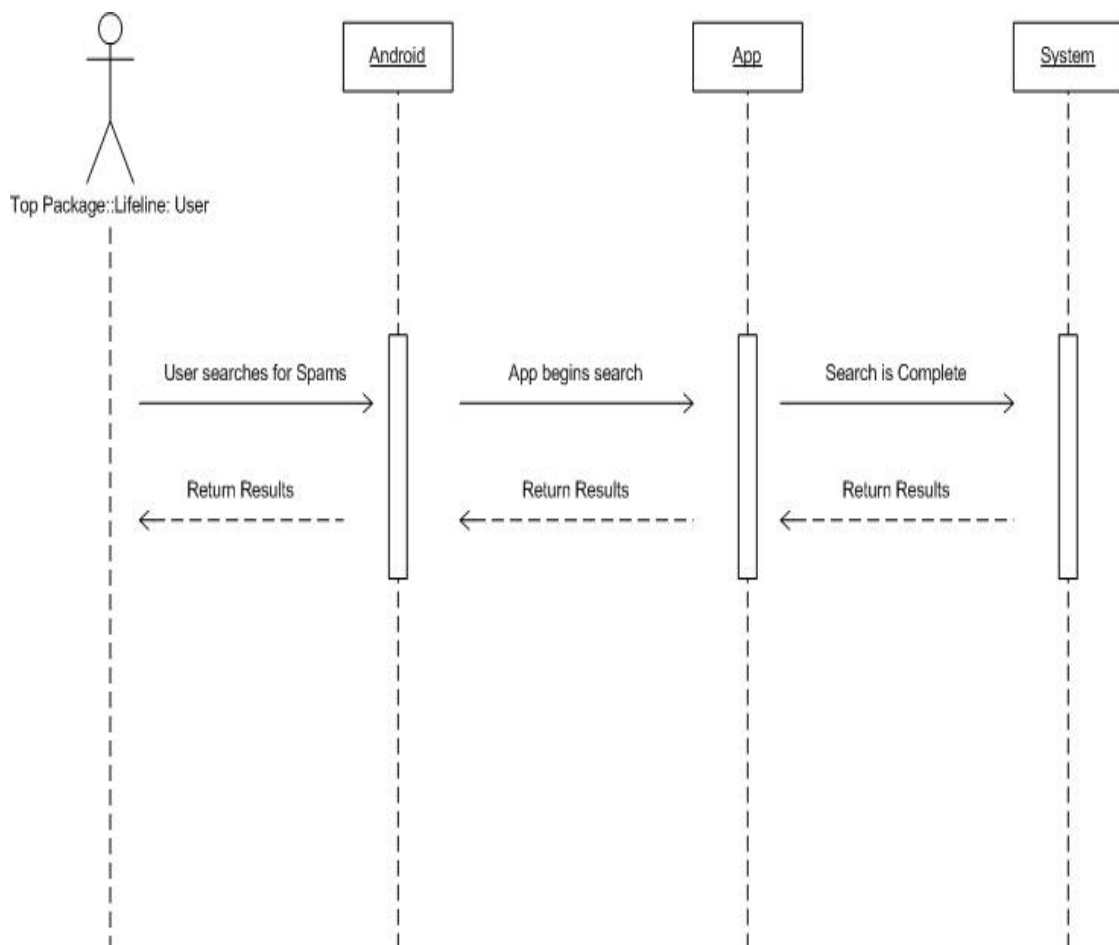 Android
App
System
Top Package::Lifeline: User
User searches for Spams
App begins search
Search is Complete
Return Results
Return Results
Return Results